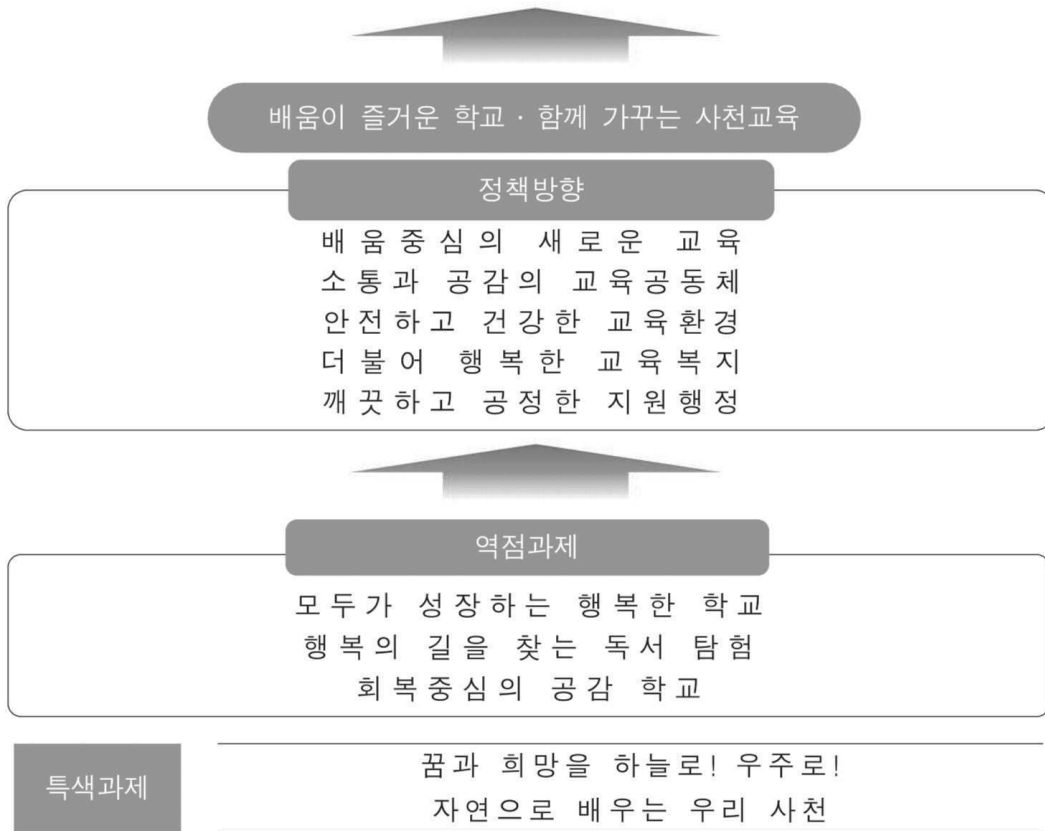 배움이 즐거운 학교 · 함께 가꾸는 사천교육
정책방향
배움중심의 새로운 교육
소통과 공감의 교육공동체
안전하고 건강한 교육환경
더불어 행복한 교육복지
깨끗하고 공정한 지원행정
역점과제
모두가 성장하는 행복한 학교
행복의 길을 찾는 독서 탐험
회복중심의 공감 학교
특색과제
꿈과 희망을 하늘로! 우주로!
자연으로 배우는 우리 사천